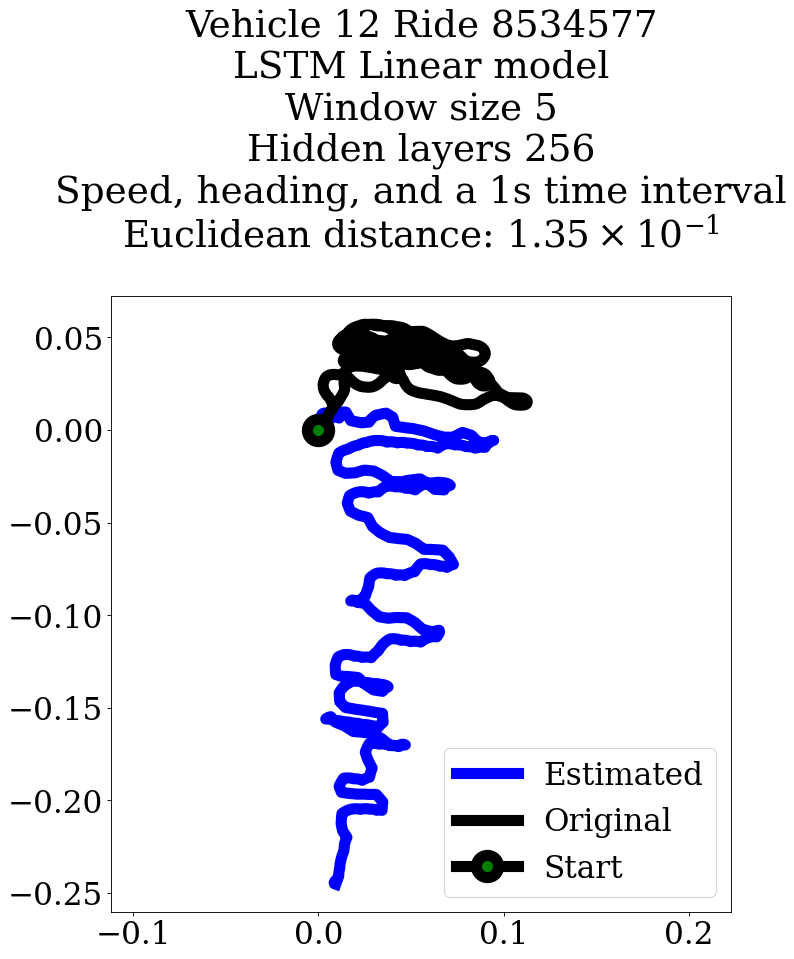 Vehicle 12 Ride 8534577
LSTM Linear model
Window size 5
Hidden layers 256
Speed, heading, and a 1s time interval
Euclidean distance: 1.35 × 10⁻¹
0.05
0.00
−0.05
−0.10
−0.15
−0.20
−0.25
Estimated
Original
Start
−0.1 0.0 0.1 0.2